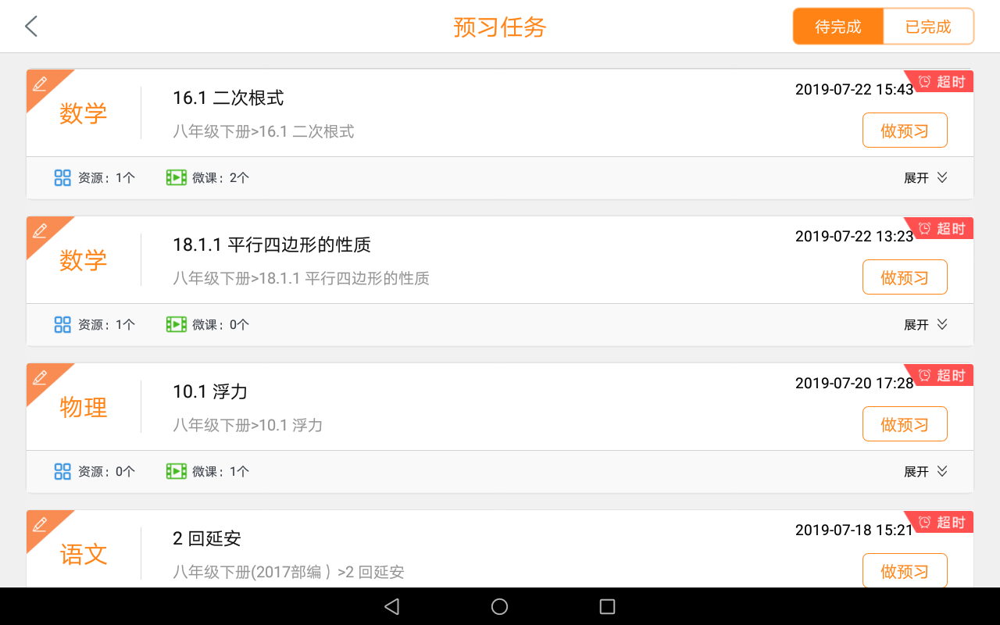 预习任务
待完成
已完成
数学
16.1 二次根式
八年级下册>16.1 二次根式
2019-07-22 15:43
超时
做预习
资源：1个
微课：2个
展开
数学
18.1.1 平行四边形的性质
八年级下册>18.1.1 平行四边形的性质
2019-07-22 13:23
超时
做预习
资源：1个
微课：0个
展开
物理
10.1 浮力
八年级下册>10.1 浮力
2019-07-20 17:28
超时
做预习
资源：0个
微课：1个
展开
语文
2 回延安
八年级下册(2017部编）>2 回延安
2019-07-18 15:21
超时
做预习